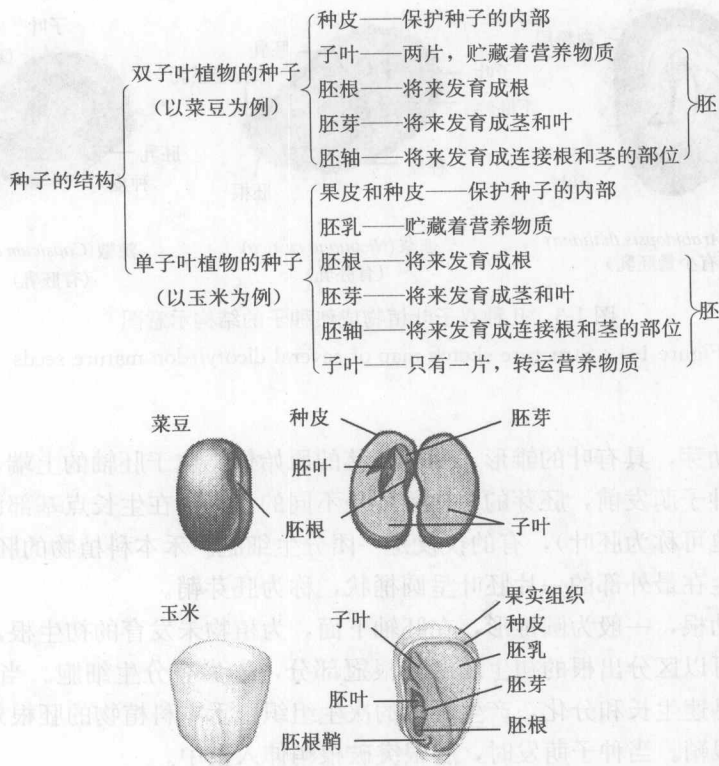 种子的结构
双子叶植物的种子
(以菜豆为例)
种皮——保护种子的内部
子叶——两片，贮藏着营养物质
胚根——将来发育成根
胚芽——将来发育成茎和叶
胚轴——将来发育成连接根和茎的部位
胚
单子叶植物的种子
(以玉米为例)
果皮和种皮——保护种子的内部
胚乳——贮藏着营养物质
胚根——将来发育成根
胚芽——将来发育成茎和叶
胚轴——将来发育成连接根和茎的部位
子叶——只有一片，转运营养物质
胚
菜豆
种皮
胚芽
胚叶
胚根
子叶
玉米
子叶
果实组织
种皮
胚乳
胚叶
胚芽
胚根
胚根鞘